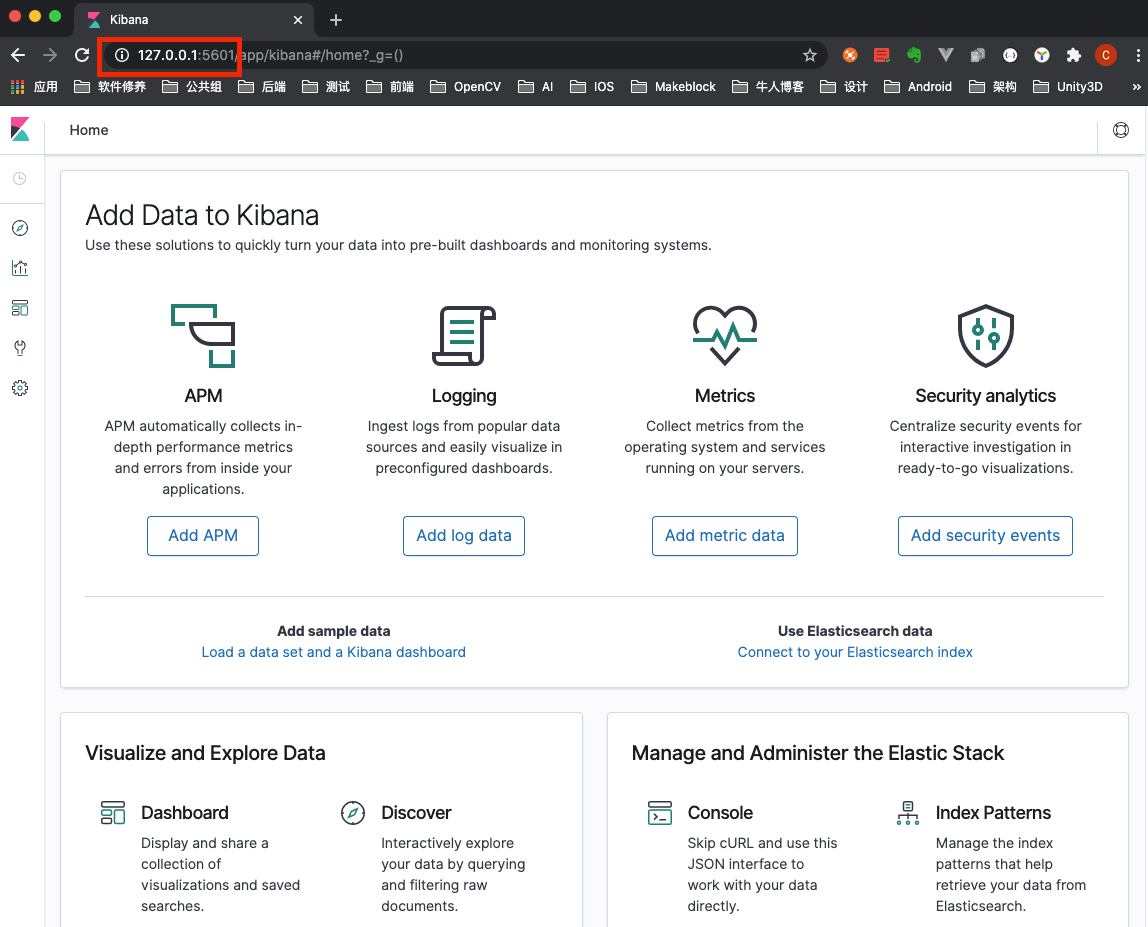 Kibana
127.0.0.1:5601/app/kibana#/home?_g=()
C
应用 软件修养 公共组 后端 测试 前端 OpenCV AI IOS Makeblock 牛人博客 设计 Android 架构 Unity3D »
Home
Add Data to Kibana
Use these solutions to quickly turn your data into pre-built dashboards and monitoring systems.
APM
APM automatically collects in-
depth performance metrics
and errors from inside your
applications.
Add APM
Logging
Ingest logs from popular data
sources and easily visualize in
preconfigured dashboards.
Add log data
Metrics
Collect metrics from the
operating system and services
running on your servers.
Add metric data
Security analytics
Centralize security events for
interactive investigation in
ready-to-go visualizations.
Add security events
Add sample data
Load a data set and a Kibana dashboard
Use Elasticsearch data
Connect to your Elasticsearch index
Visualize and Explore Data
Dashboard
Display and share a
collection of
visualizations and saved
searches.
Discover
Interactively explore
your data by querying
and filtering raw
documents.
Manage and Administer the Elastic Stack
Console
Skip cURL and use this
JSON interface to
work with your data
directly.
Index Patterns
Manage the index
patterns that help
retrieve your data from
Elasticsearch.